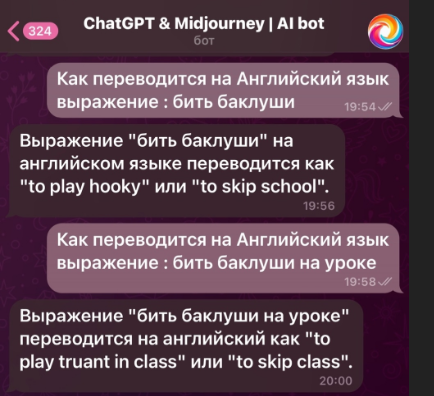 ChatGPT & Midjourney | AI bot
324
бот
Как переводится на Английский язык
выражение : бить баклуши
19:54
Выражение "бить баклуши" на
английском языке переводится как
"to play hooky" или "to skip school".
19:56
Как переводится на Английский язык
выражение : бить баклуши на уроке
19:58
Выражение "бить баклуши на уроке"
переводится на английский как "to
play truant in class" или "to skip class".
20:00